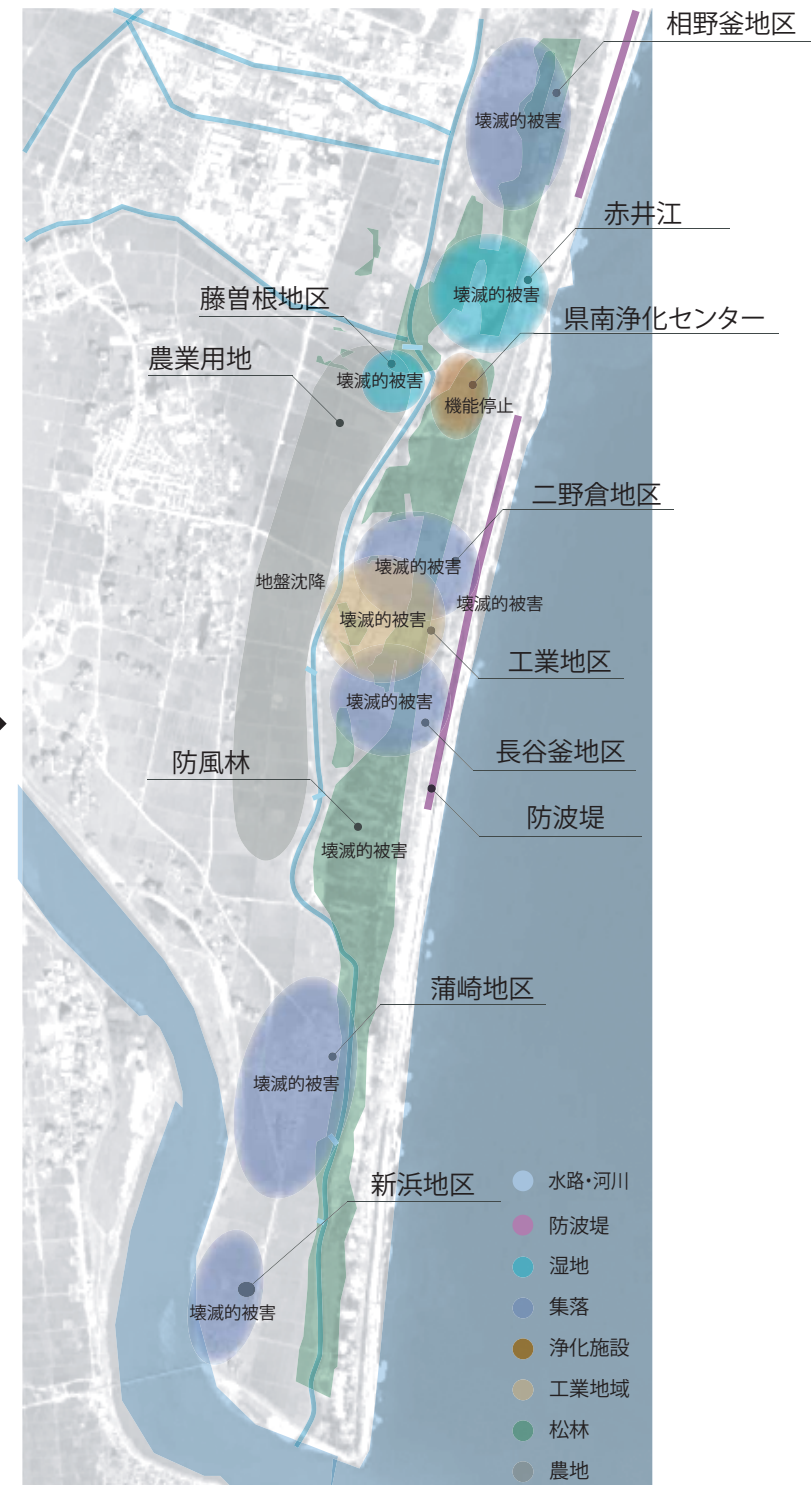 相野釜地区
壊滅的被害
赤井江
壊滅的被害
藤曽根地区
県南浄化センター
農業用地
壊滅的被害
機能停止
二野倉地区
壊滅的被害
地盤沈降
壊滅的被害
壊滅的被害
工業地区
壊滅的被害
長谷釜地区
防風林
防波堤
壊滅的被害
蒲崎地区
壊滅的被害
新浜地区
壊滅的被害
水路・河川
防波堤
湿地
集落
浄化施設
工業地域
松林
農地